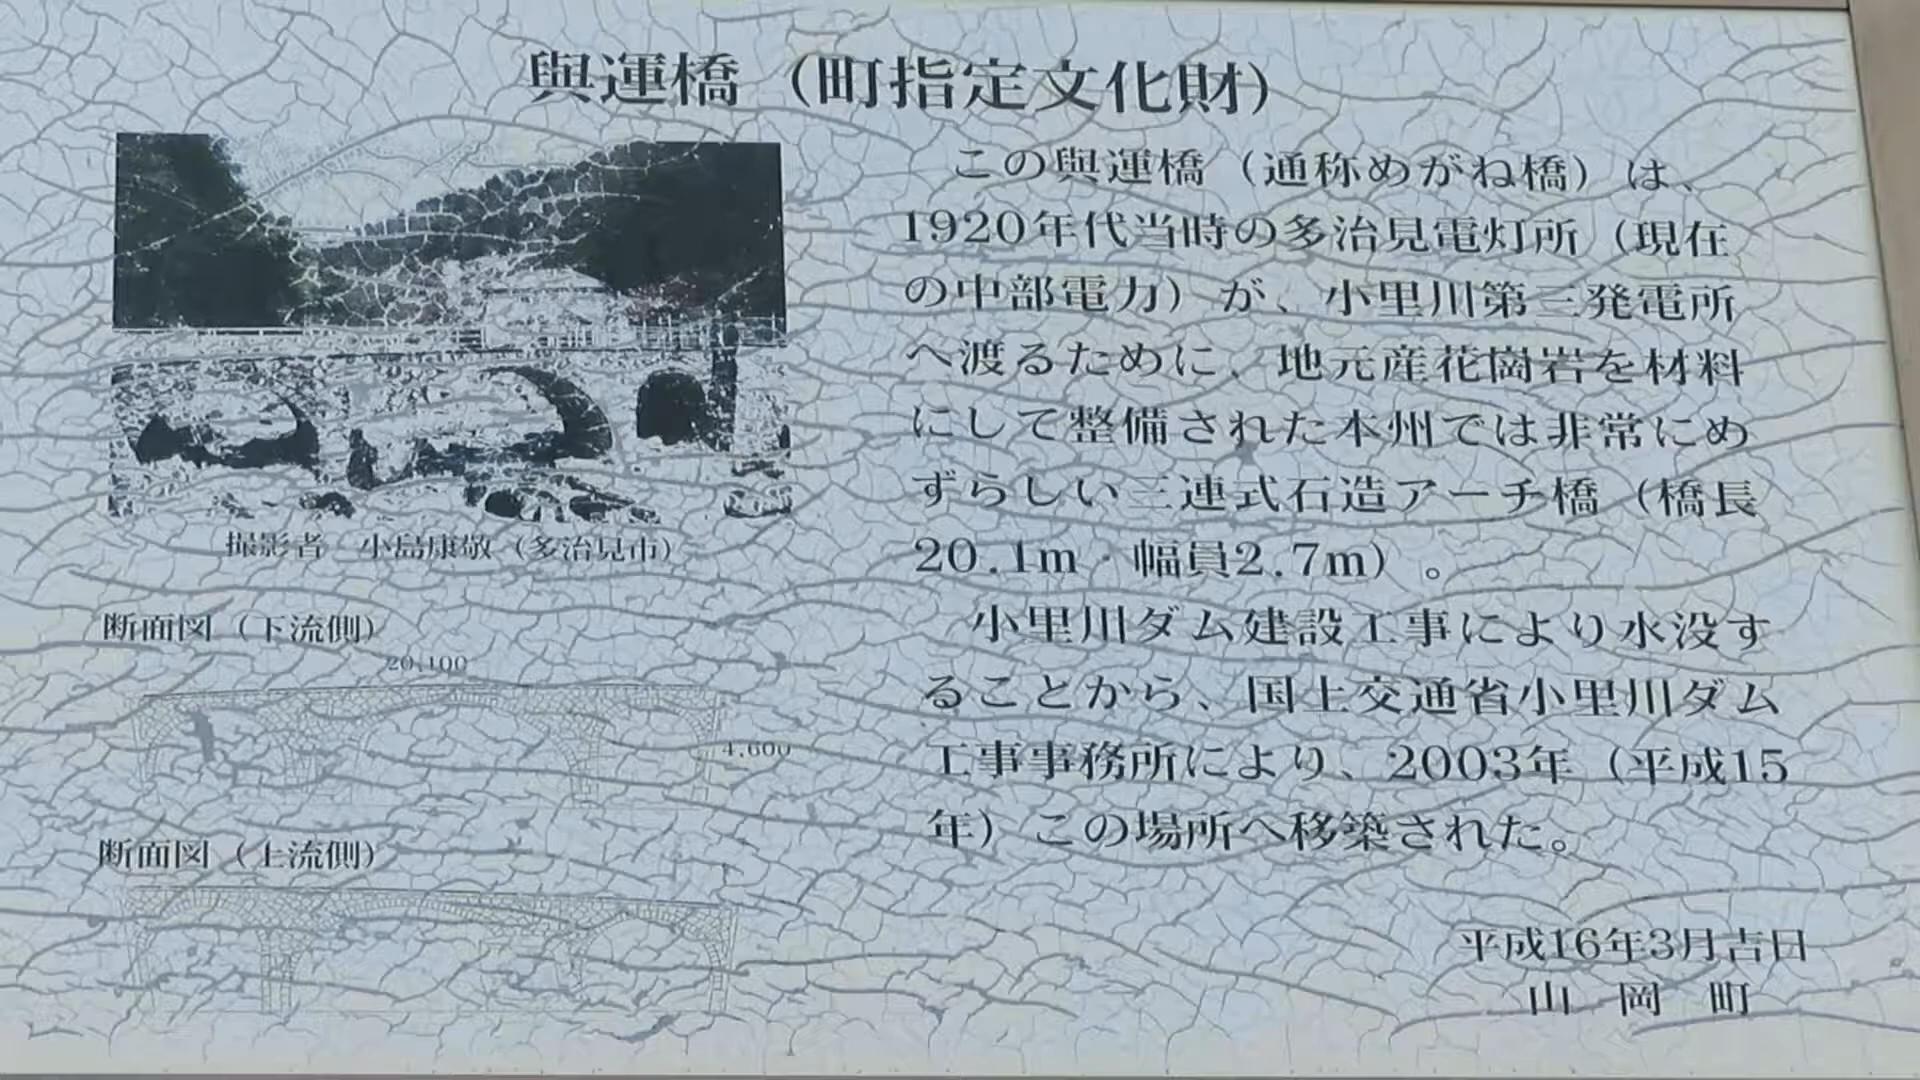 與運橋（町指定文化財）
この與運橋（通称めがね橋）は、
1920年代当時の多治見電灯所（現在
の中部電力）が、小里川第三発電所
へ渡るために、地元産花崗岩を材料
にして整備された本州では非常にめ
ずらしい三連式石造アーチ橋（橋長
20.1m・幅員2.7m）。
小里川ダム建設工事により水没す
ることから、国土交通省小里川ダム
工事事務所により、2003年（平成15
年）この場所へ移築された。
撮影者　小島康敬（多治見市）
断面図（下流側）
20,100
4,600
断面図（上流側）
平成16年3月吉日
山　岡　町